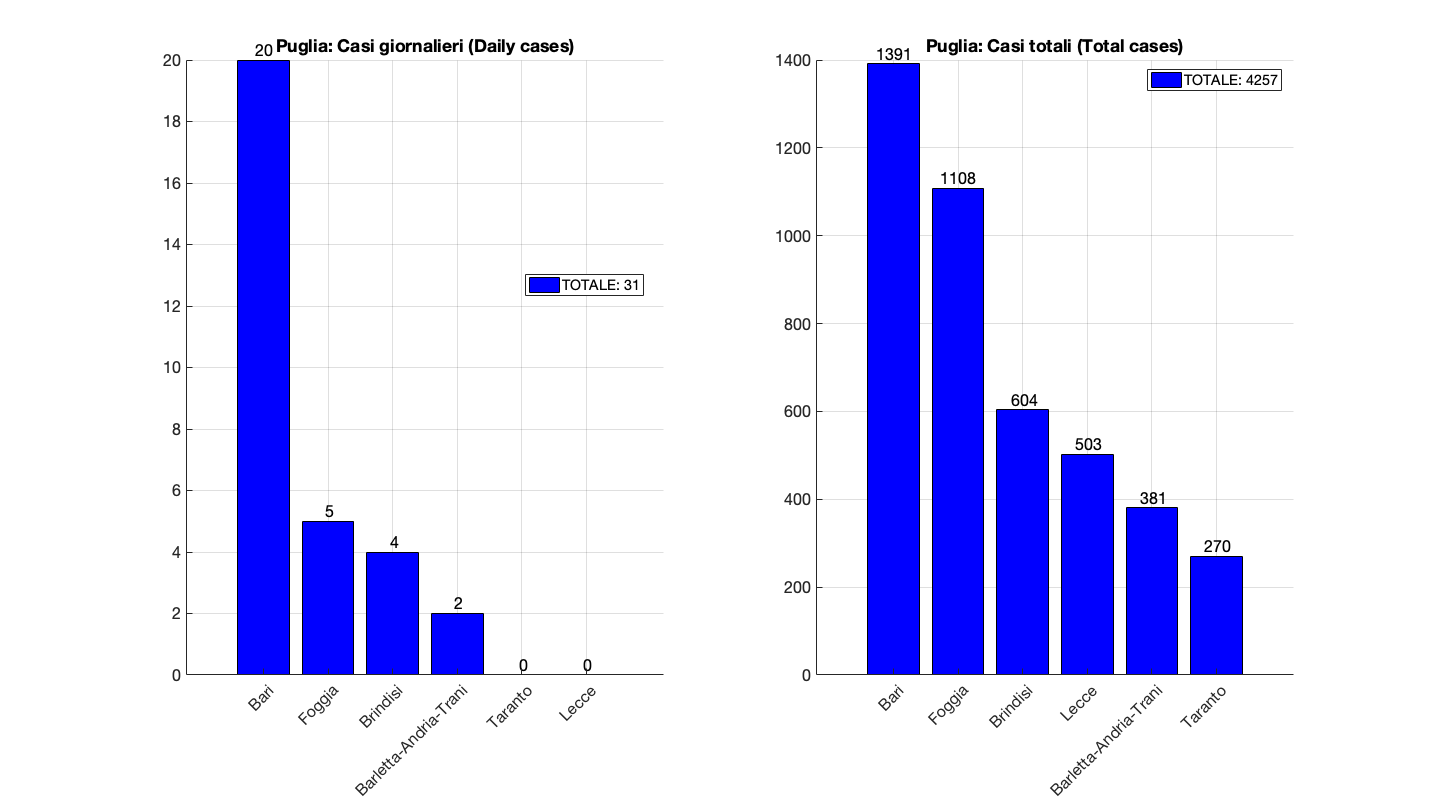 Puglia: Casi giornalieri (Daily cases)
20
18
16
14
12
10
8
6
4
2
0
20
5
4
2
0
0
TOTALE: 31
Bari
Foggia
Brindisi
Barletta-Andria-Trani
Taranto
Lecce
Puglia: Casi totali (Total cases)
1400
1200
1000
800
600
400
200
0
1391
1108
604
503
381
270
TOTALE: 4257
Bari
Foggia
Brindisi
Lecce
Barletta-Andria-Trani
Taranto